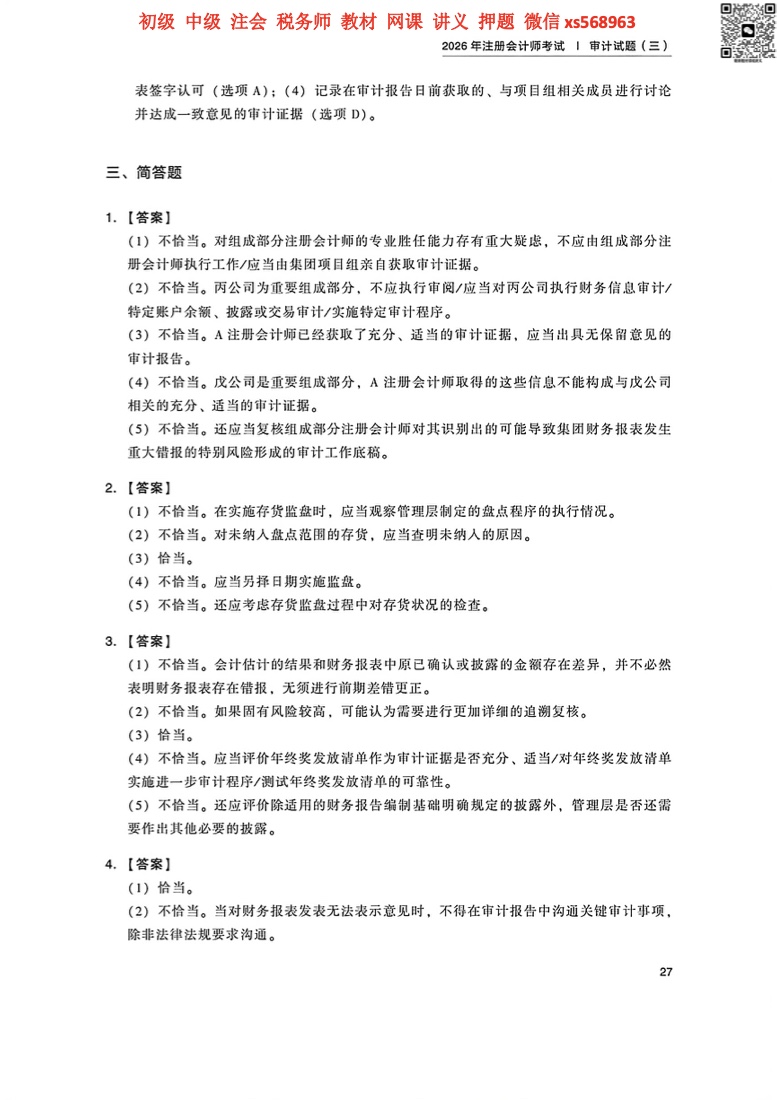 初级 中级 注会 税务师 教材 网课 讲义 押题 微信 xs568963
2026 年注册会计师考试 | 审计试题（三）
表签字认可（选项 A）；（4）记录在审计报告日前获取的、与项目组相关成员进行讨论
并达成一致意见的审计证据（选项 D）。
三、简答题
1. 【答案】
（1）不恰当。对组成部分注册会计师的专业胜任能力存有重大疑虑，不应由组成部分注
册会计师执行工作/应当由集团项目组亲自获取审计证据。
（2）不恰当。丙公司为重要组成部分，不应执行审阅/应当对丙公司执行财务信息审计/
特定账户余额、披露或交易审计/实施特定审计程序。
（3）不恰当。A 注册会计师已经获取了充分、适当的审计证据，应当出具无保留意见的
审计报告。
（4）不恰当。戊公司是重要组成部分，A 注册会计师取得的这些信息不能构成与戊公司
相关的充分、适当的审计证据。
（5）不恰当。还应当复核组成部分注册会计师对其识别出的可能导致集团财务报表发生
重大错报的特别风险形成的审计工作底稿。
2. 【答案】
（1）不恰当。在实施存货监盘时，应当观察管理层制定的盘点程序的执行情况。
（2）不恰当。对未纳入盘点范围的存货，应当查明未纳入的原因。
（3）恰当。
（4）不恰当。应当另择日期实施监盘。
（5）不恰当。还应考虑存货监盘过程中对存货状况的检查。
3. 【答案】
（1）不恰当。会计估计的结果和财务报表中原已确认或披露的金额存在差异，并不必然
表明财务报表存在错报，无须进行前期差错更正。
（2）不恰当。如果固有风险较高，可能认为需要进行更加详细的追溯复核。
（3）恰当。
（4）不恰当。应当评价年终奖发放清单作为审计证据是否充分、适当/对年终奖发放清单
实施进一步审计程序/测试年终奖发放清单的可靠性。
（5）不恰当。还应评价除适用的财务报告编制基础明确规定的披露外，管理层是否还需
要作出其他必要的披露。
4. 【答案】
（1）恰当。
（2）不恰当。当对财务报表发表无法表示意见时，不得在审计报告中沟通关键审计事项，
除非法律法规要求沟通。
27